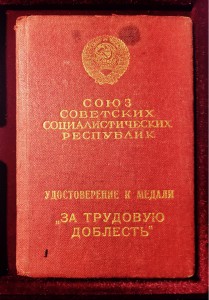 СОЮЗ
СОВЕТСКИХ
СОЦИАЛИСТИЧЕСКИХ
РЕСПУБЛИК
УДОСТОВЕРЕНИЕ К МЕДАЛИ
„ЗА ТРУДОВУЮ
ДОБЛЕСТЬ"